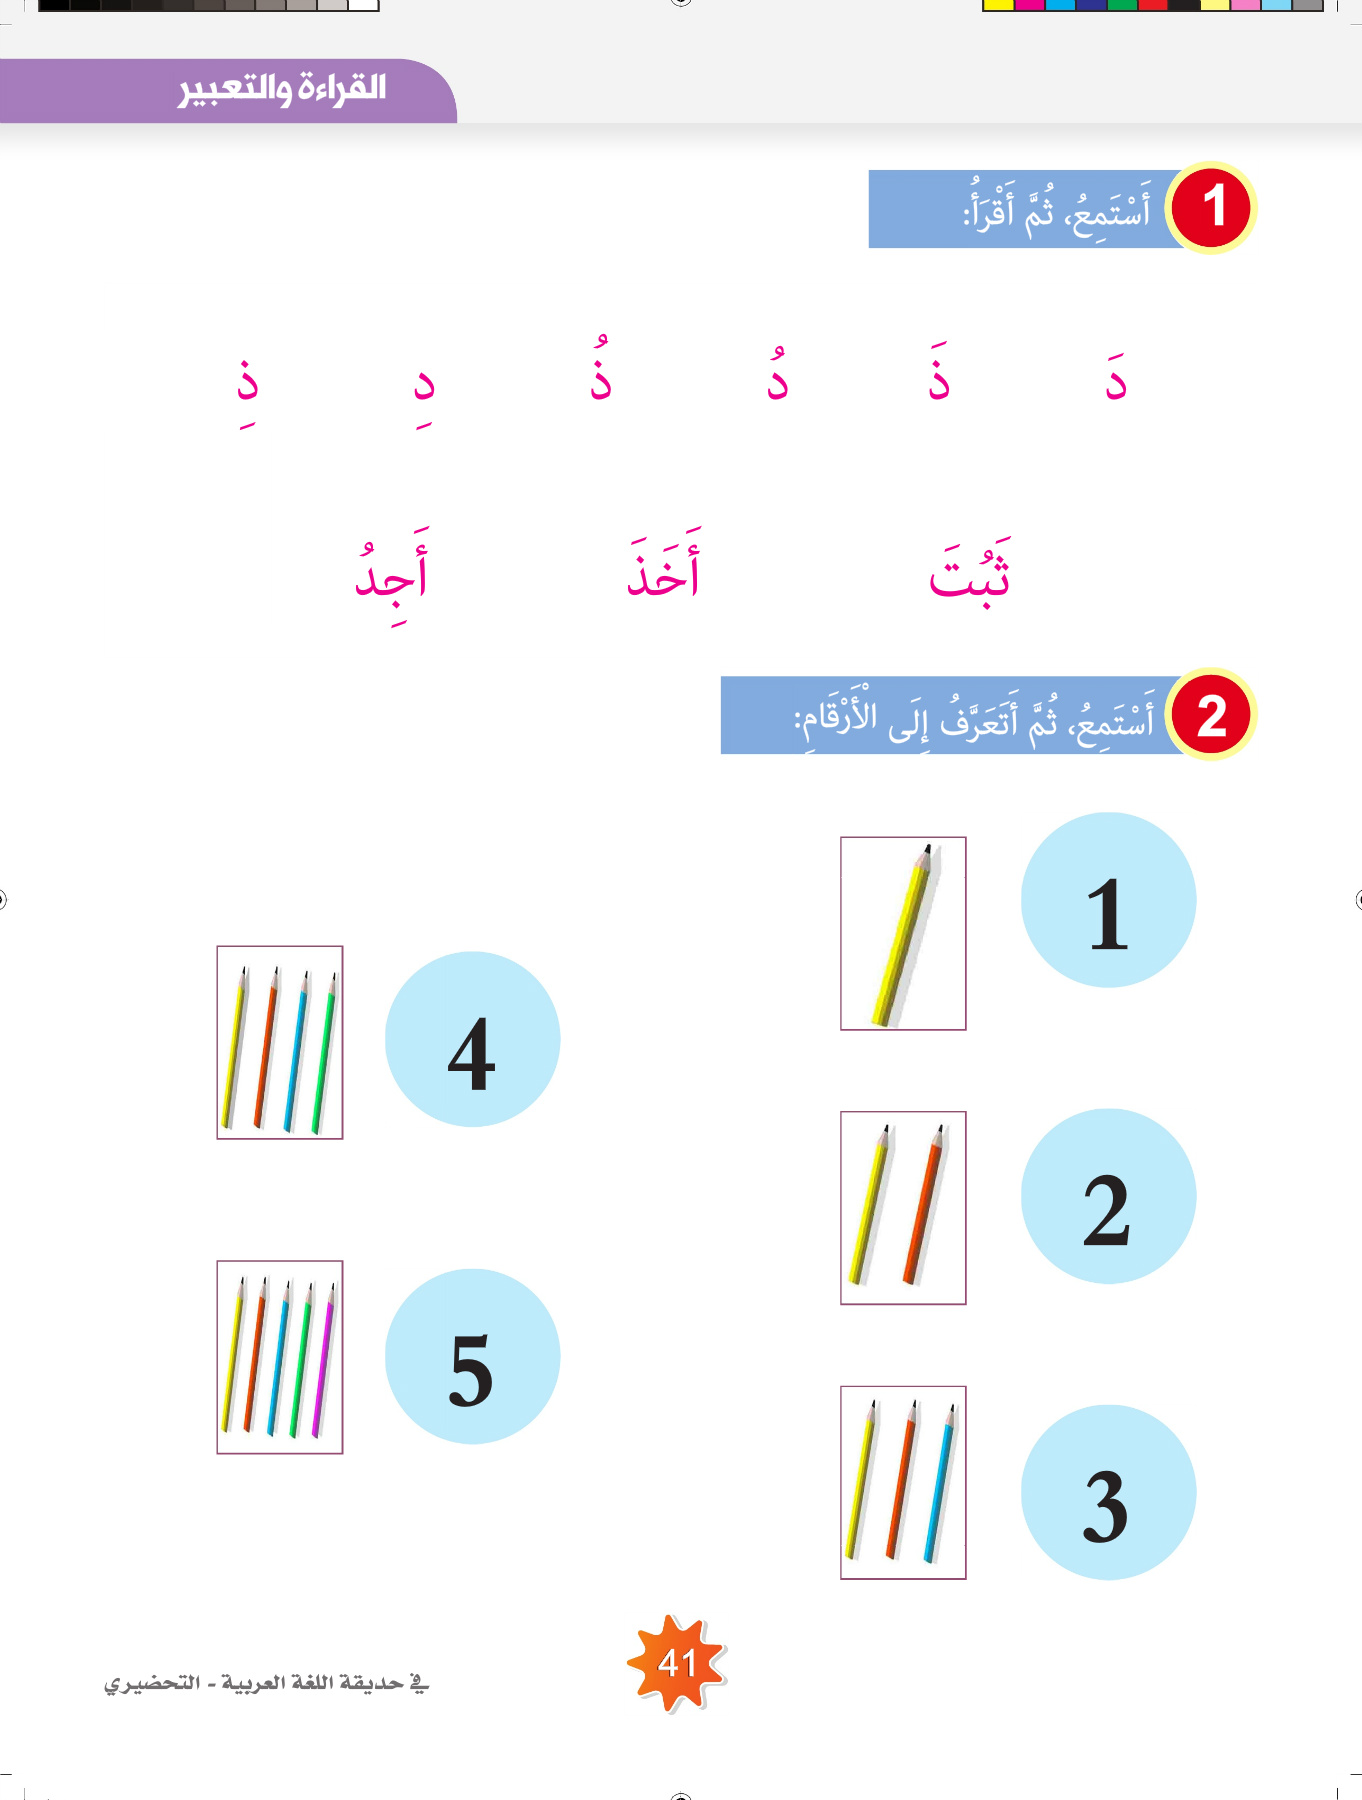 القراءة والتعبير
1 أَسْتَمِعُ، ثُمَّ أَقْرَأُ:
دَ ذَ دُ ذُ دِ ذِ
ثَبُتَ أَخَذَ أَجِدُ
2 أَسْتَمِعُ، ثُمَّ أَتَعَرَّفُ إِلَى الْأَرْقَامِ:
1
2
3
4
5
41
في حديقة اللغة العربية - التحضيري